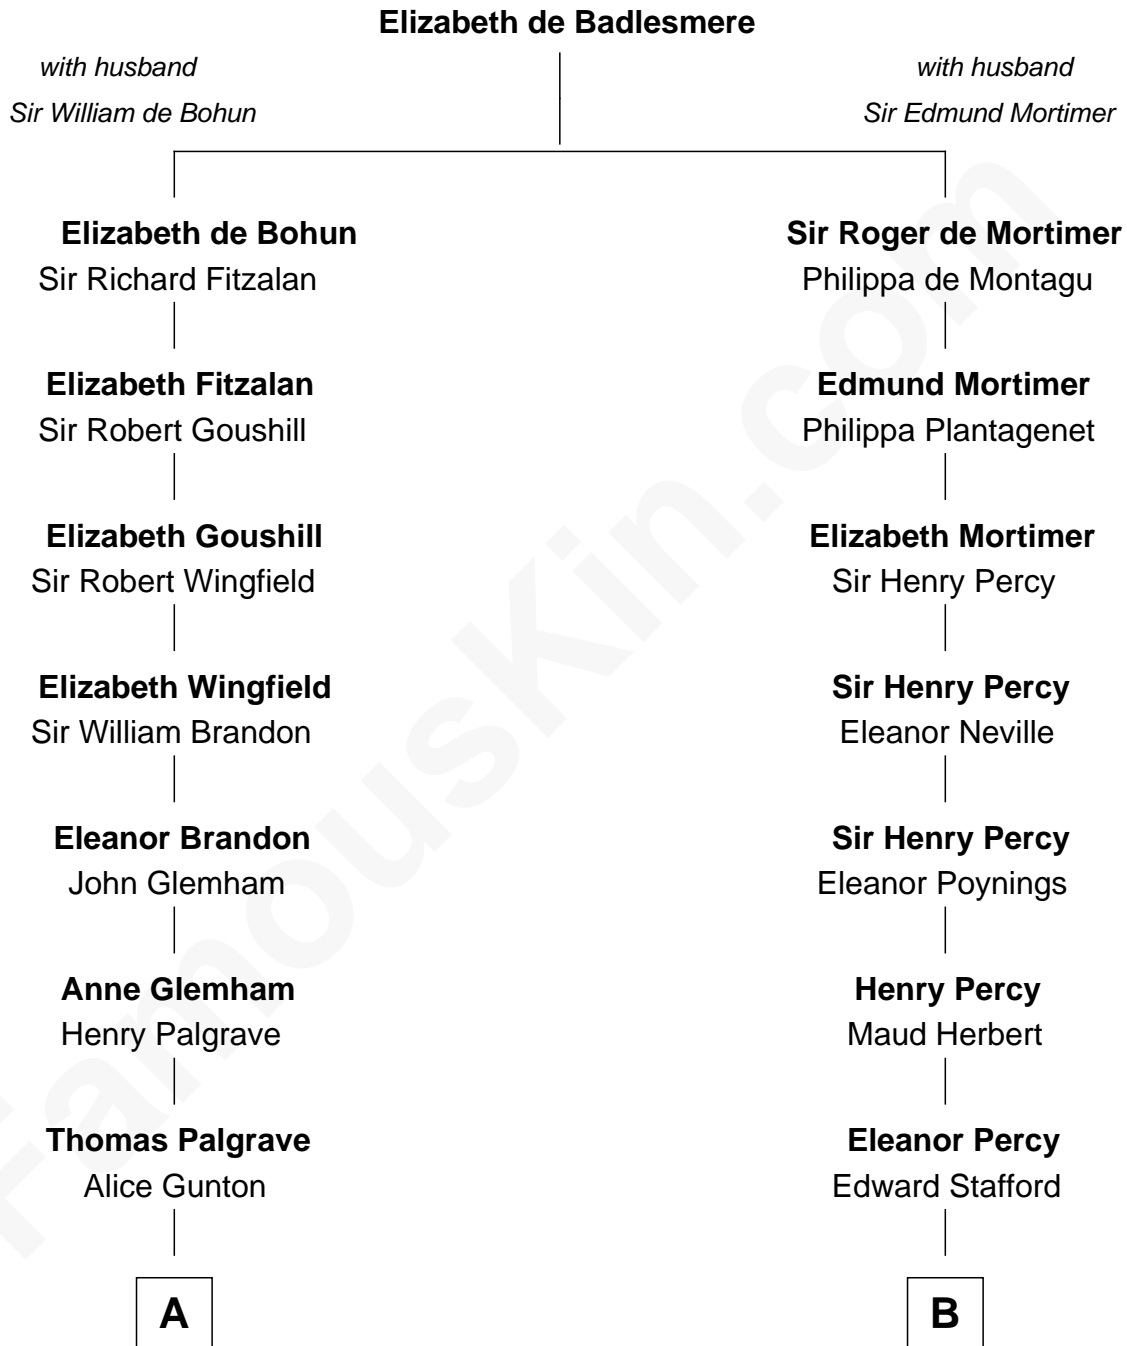 Elizabeth de Badlesmere
with husband
Sir William de Bohun
with husband
Sir Edmund Mortimer
Elizabeth de Bohun
Sir Richard Fitzalan
Elizabeth Fitzalan
Sir Robert Goushill
Elizabeth Goushill
Sir Robert Wingfield
Elizabeth Wingfield
Sir William Brandon
Eleanor Brandon
John Glemham
Anne Glemham
Henry Palgrave
Thomas Palgrave
Alice Gunton
A
Sir Roger de Mortimer
Philippa de Montagu
Edmund Mortimer
Philippa Plantagenet
Elizabeth Mortimer
Sir Henry Percy
Sir Henry Percy
Eleanor Neville
Sir Henry Percy
Eleanor Poynings
Henry Percy
Maud Herbert
Eleanor Percy
Edward Stafford
B
FamousKin.com